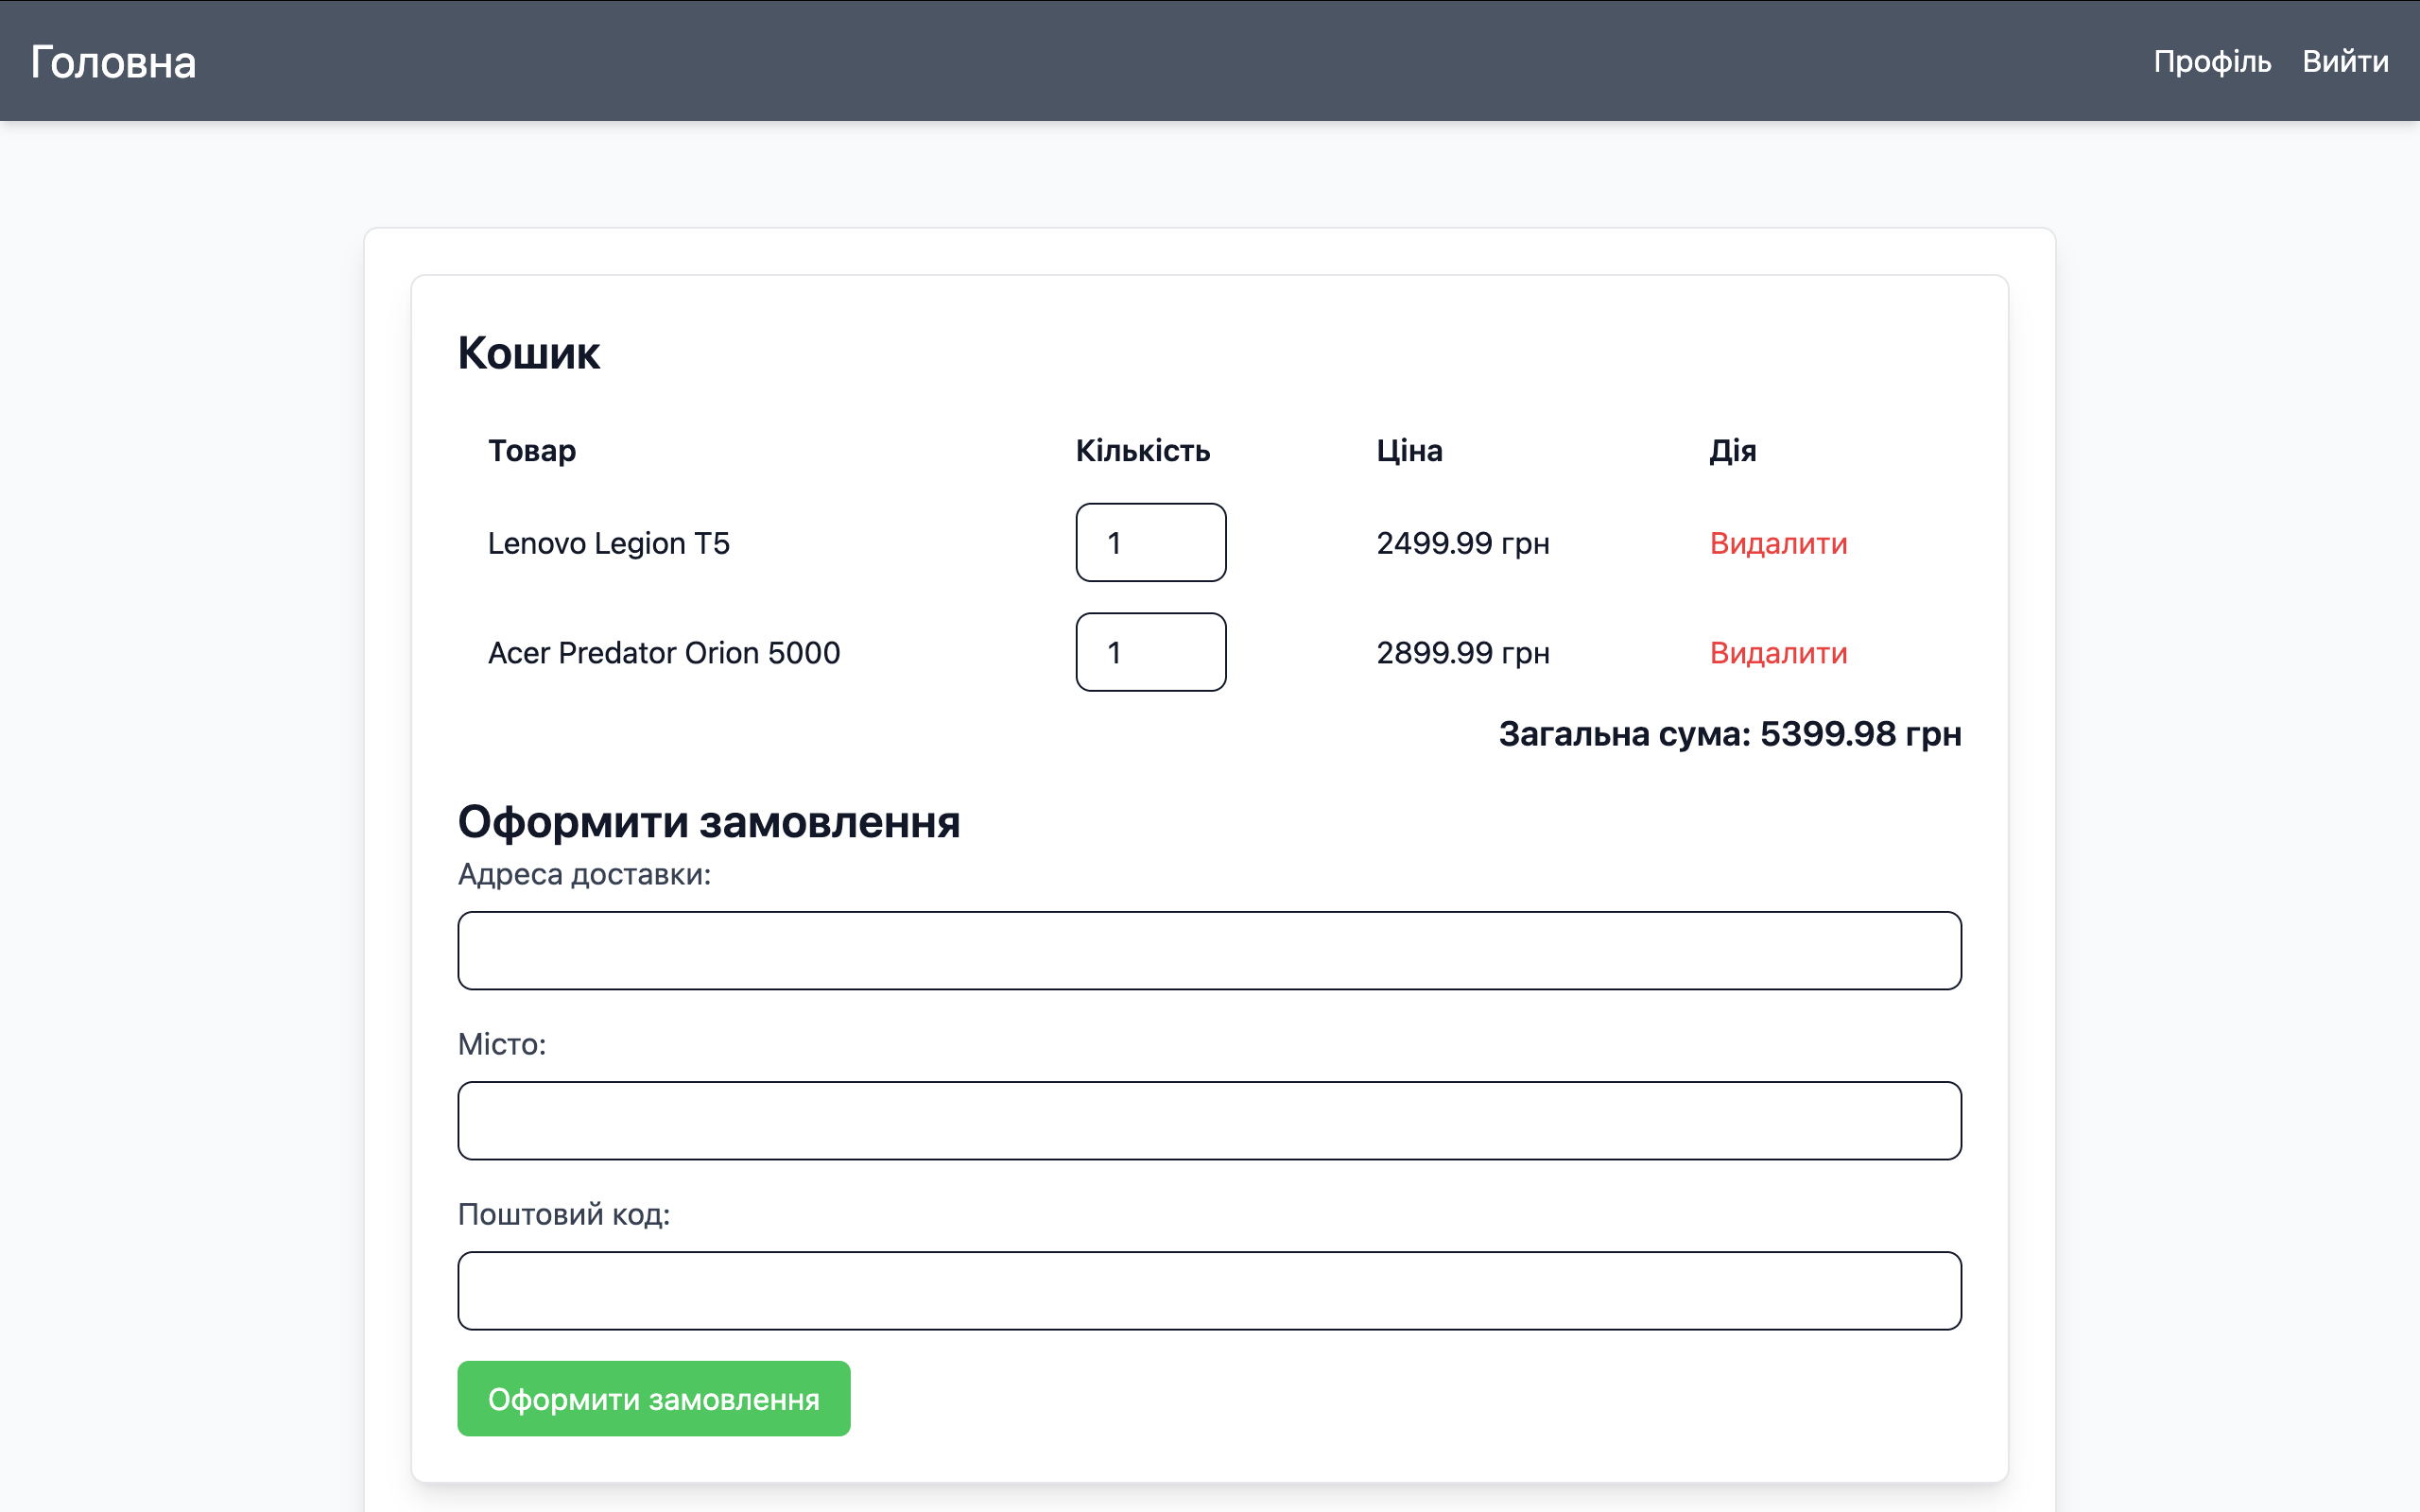 Головна Профіль Вийти
Кошик
Товар Кількість Ціна Дія
Lenovo Legion T5 1 2499.99 грн Видалити
Acer Predator Orion 5000 1 2899.99 грн Видалити
Загальна сума: 5399.98 грн
Оформити замовлення
Адреса доставки:
Місто:
Поштовий код:
Оформити замовлення